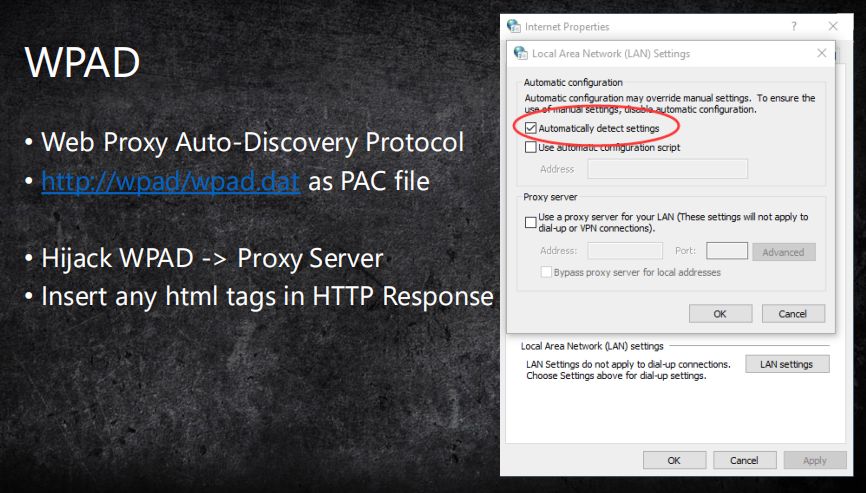 WPAD
• Web Proxy Auto-Discovery Protocol
• http://wpad/wpad.dat as PAC file
• Hijack WPAD -> Proxy Server
• Insert any html tags in HTTP Response
Internet Properties
?
Local Area Network (LAN) Settings
Automatic configuration
Automatic configuration may override manual settings. To ensure the
use of manual settings, disable automatic configuration.
Automatically detect settings
Use automatic configuration script
Address
Proxy server
Use a proxy server for your LAN (These settings will not apply to
dial-up or VPN connections).
Address: Port: Advanced
Bypass proxy server for local addresses
OK Cancel
Local Area Network (LAN) settings
LAN Settings do not apply to dial-up connections.
Choose Settings above for dial-up settings.
LAN settings
OK Cancel Apply